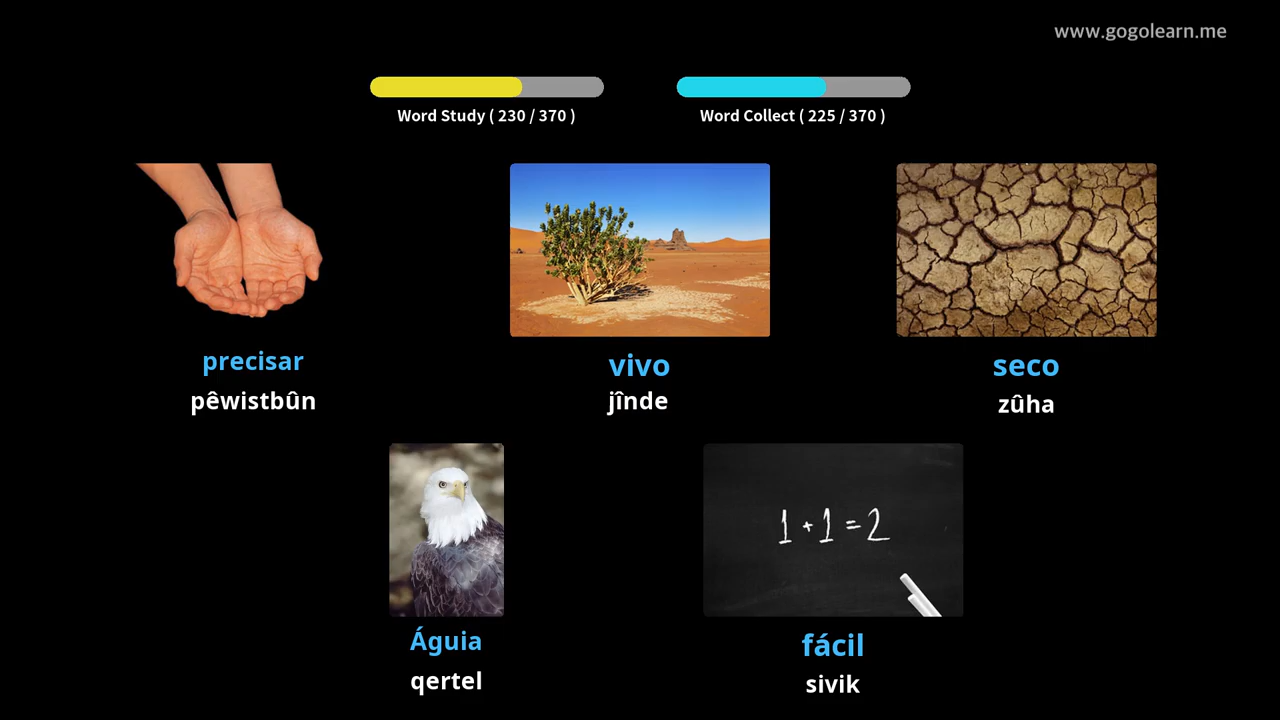 www.gogolearn.me
Word Study ( 230 / 370 )
Word Collect ( 225 / 370 )
precisar
pêwistbûn
vivo
jînde
seco
zûha
1 + 1 = 2
Águia
qertel
fácil
sivik